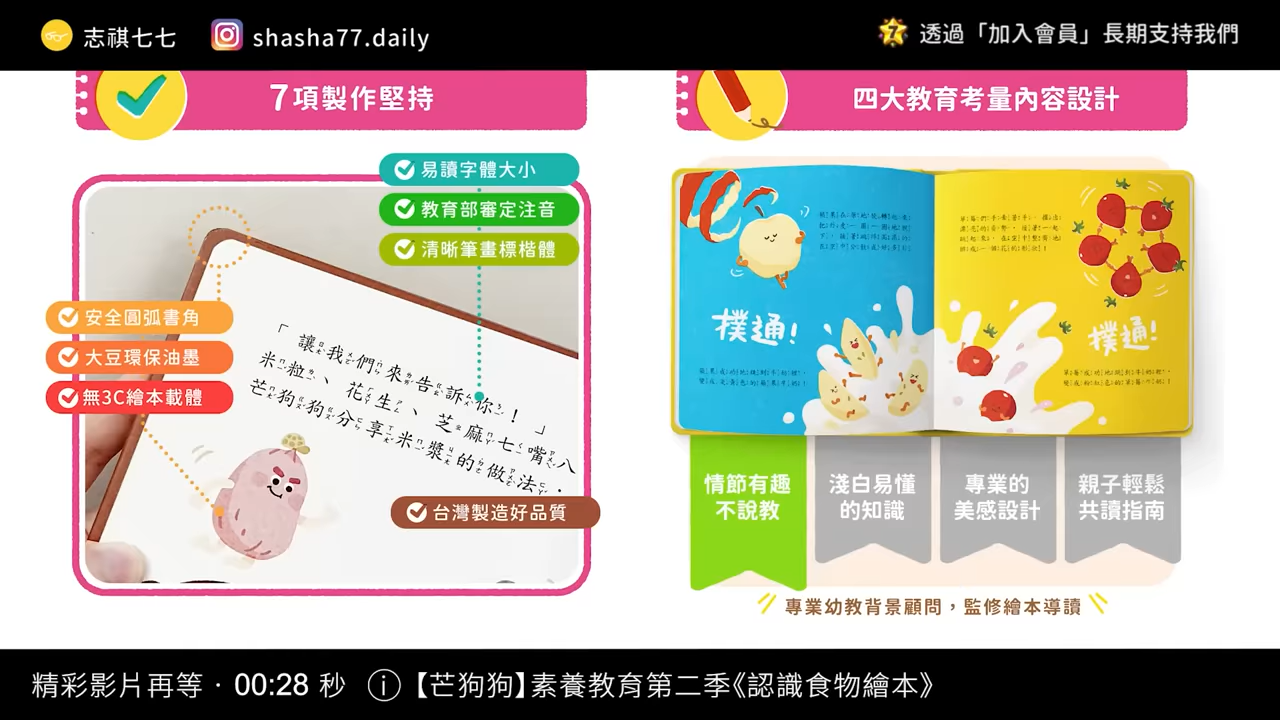 志祺七七
shasha77.daily
7
透過「加入會員」長期支持我們
7項製作堅持
易讀字體大小
教育部審定注音
清晰筆畫標楷體
安全圓弧書角
大豆環保油墨
無3C繪本載體
「讓我們來告訴你!」
米粒、花生、芝麻七嘴八
芒狗狗分享米漿的做法,
台灣製造好品質
四大教育考量內容設計
撲通!
撲通!
情節有趣
不說教
淺白易懂
的知識
專業的
美感設計
親子輕鬆
共讀指南
專業幼教背景顧問,監修繪本導讀
精彩影片再等·00:28 秒
【芒狗狗】素養教育第二季《認識食物繪本》